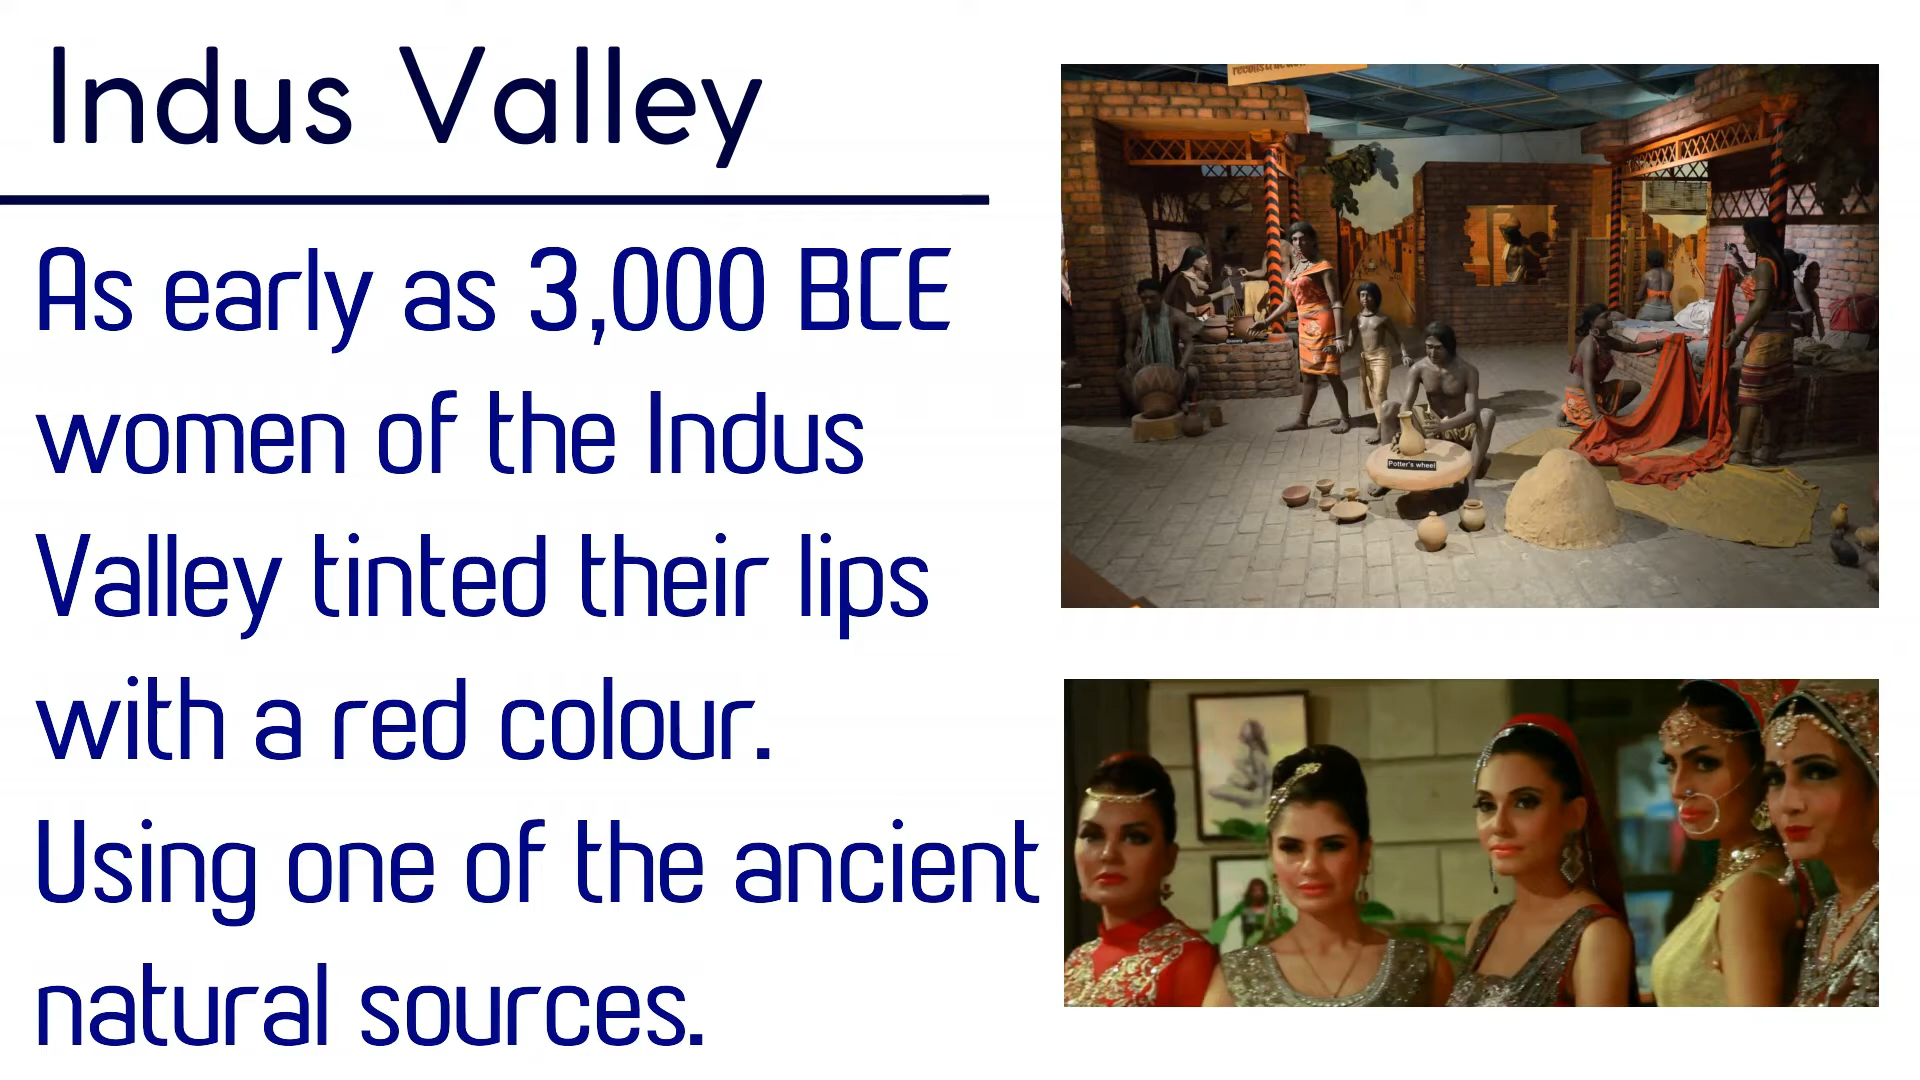 Indus Valley
As early as 3,000 BCE
women of the Indus
Valley tinted their lips
with a red colour.
Using one of the ancient
natural sources.
Potter's wheel